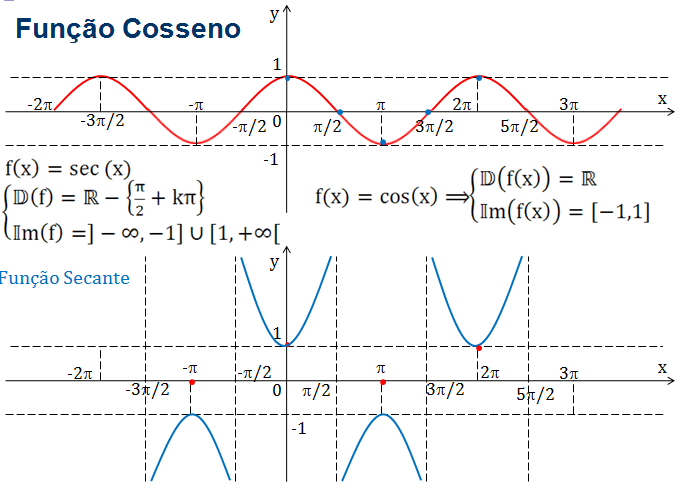 Função Cosseno
y
1
-2π -π 0 2π 3π x
-3π/2 -π/2 π/2 π 3π/2 5π/2
-1
f(x) = sec (x)
𝔻(f) = ℝ − {π/2 + kπ}
𝕀m(f) =] − ∞, −1] ∪ [1, +∞[
f(x) = cos(x) ⟹ { 𝔻(f(x)) = ℝ
𝕀m(f(x)) = [−1,1]
y
Função Secante
1
-2π -π -π/2 π 2π 3π x
-3π/2 0 π/2 3π/2 5π/2
-1